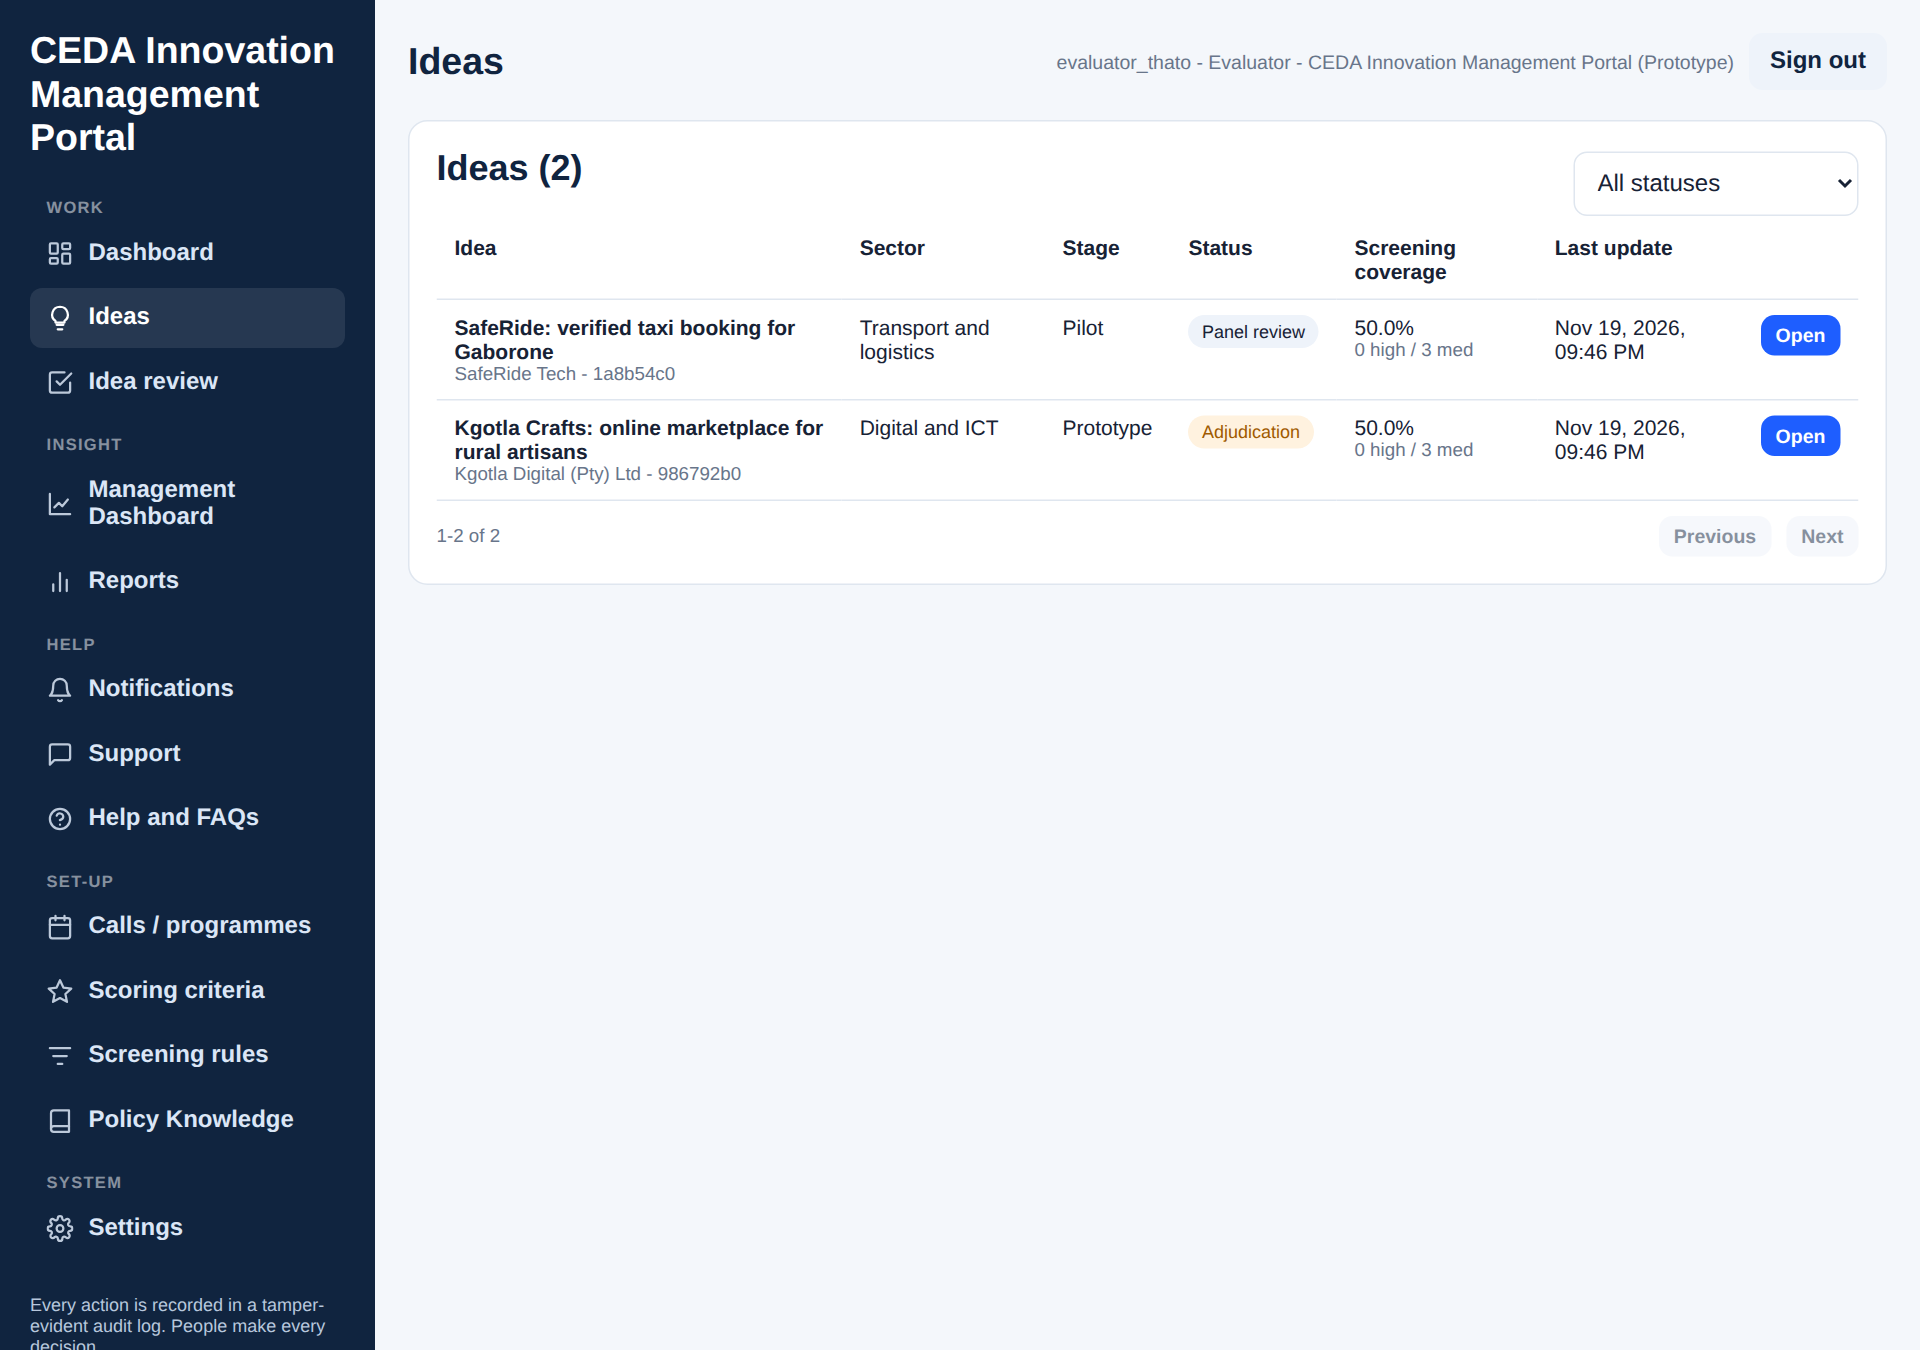 CEDA Innovation
Management
Portal
WORK
Dashboard
Ideas
Idea review
INSIGHT
Management
Dashboard
Reports
HELP
Notifications
Support
Help and FAQs
SET-UP
Calls / programmes
Scoring criteria
Screening rules
Policy Knowledge
SYSTEM
Settings
Every action is recorded in a tamper-
evident audit log. People make every
decision
Ideas
evaluator_thato - Evaluator - CEDA Innovation Management Portal (Prototype)
Sign out
Ideas (2)
All statuses
Idea
Sector
Stage
Status
Screening
coverage
Last update
SafeRide: verified taxi booking for
Gaborone
SafeRide Tech - 1a8b54c0
Transport and
logistics
Pilot
Panel review
50.0%
0 high / 3 med
Nov 19, 2026,
09:46 PM
Open
Kgotla Crafts: online marketplace for
rural artisans
Kgotla Digital (Pty) Ltd - 986792b0
Digital and ICT
Prototype
Adjudication
50.0%
0 high / 3 med
Nov 19, 2026,
09:46 PM
Open
1-2 of 2
Previous
Next